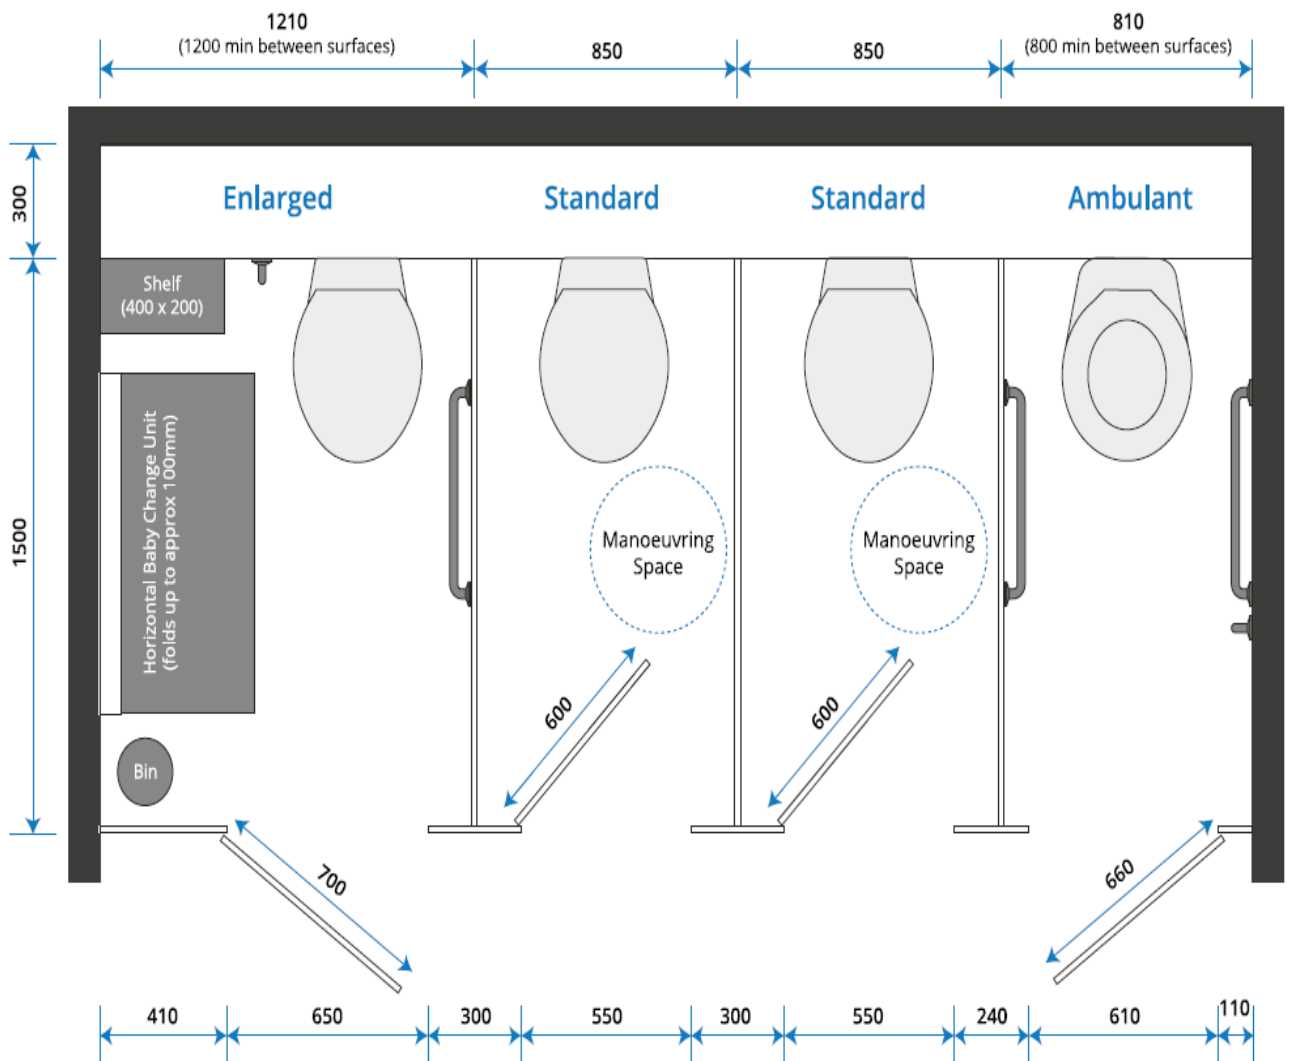 1210
(1200 min between surfaces)
850
850
810
(800 min between surfaces)
300
Enlarged
Standard
Standard
Ambulant
Shelf
(400 x 200)
1500
Horizontal Baby Change Unit
(folds up to approx 100mm)
Manoeuvring
Space
Manoeuvring
Space
600
600
Bin
700
660
410
650
300
550
300
550
240
610
110